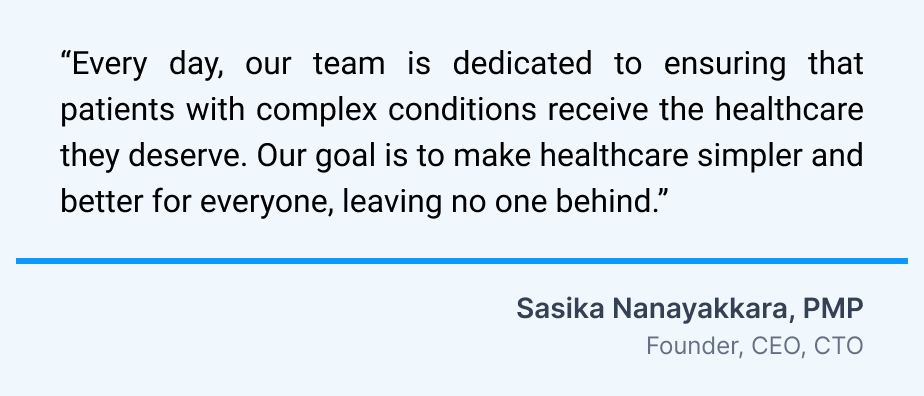 “Every day, our team is dedicated to ensuring that
patients with complex conditions receive the healthcare
they deserve. Our goal is to make healthcare simpler and
better for everyone, leaving no one behind.”
Sasika Nanayakkara, PMP
Founder, CEO, CTO